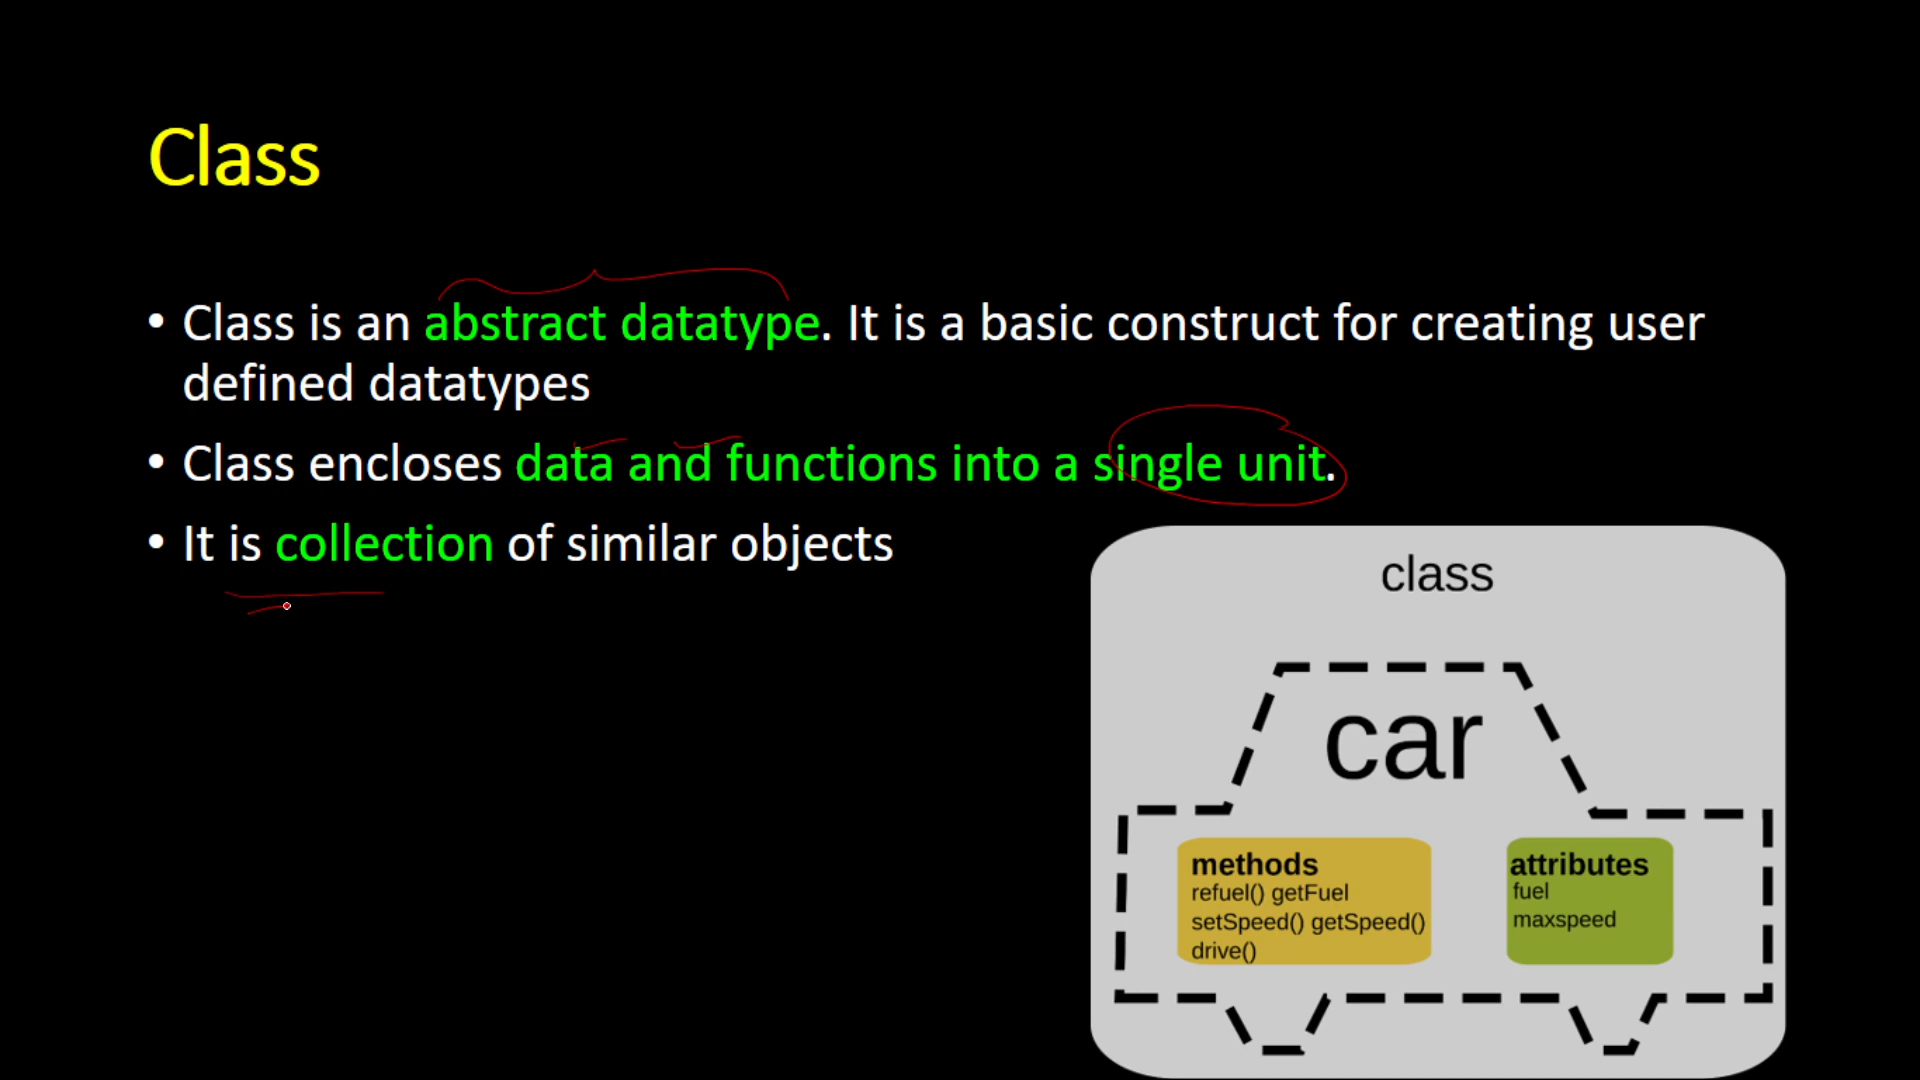 Class
• Class is an abstract datatype. It is a basic construct for creating user
defined datatypes
• Class encloses data and functions into a single unit.
• It is collection of similar objects
class
car
methods
refuel() getFuel
setSpeed() getSpeed()
drive()
attributes
fuel
maxspeed